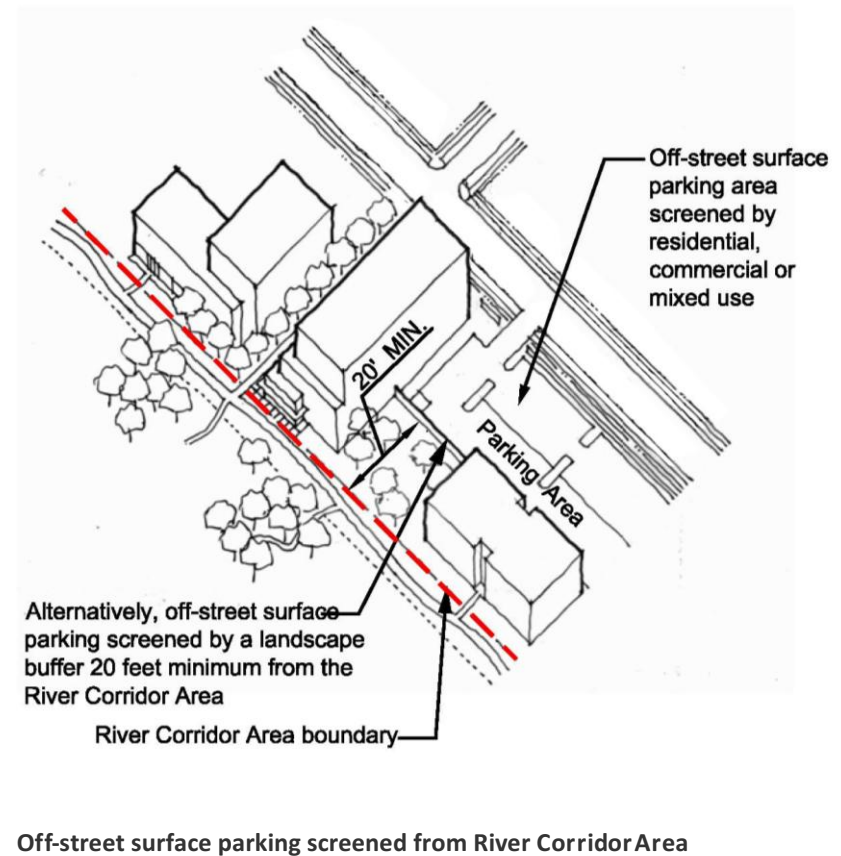 Off-street surface
parking area
screened by
residential,
commercial or
mixed use
20' MIN.
Parking Area
Alternatively, off-street surface
parking screened by a landscape
buffer 20 feet minimum from the
River Corridor Area
River Corridor Area boundary
Off-street surface parking screened from River Corridor Area